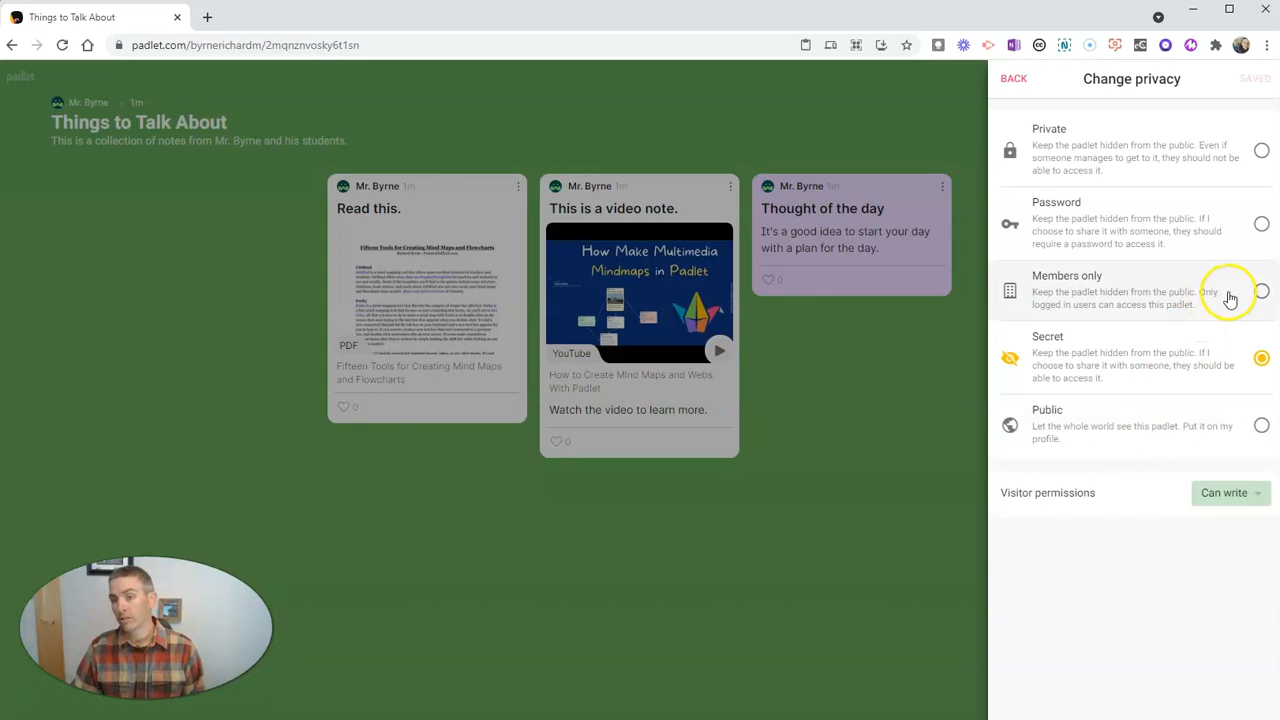 Things to Talk About
padlet.com/byrnerichardm/2mqnznvosky6t1sn
padlet
Mr. Byrne 1m
Things to Talk About
This is a collection of notes from Mr. Byrne and his students.
Mr. Byrne 1m
Read this.
Fifteen Tools for Creating Mind Maps and Flowcharts
PDF
Fifteen Tools for Creating Mind Maps
and Flowcharts
0
Mr. Byrne 1m
This is a video note.
How Make Multimedia
Mindmaps in Padlet
YouTube
How to Create Mind Maps and Webs
With Padlet
Watch the video to learn more.
0
Mr. Byrne 1m
Thought of the day
It's a good idea to start your day
with a plan for the day.
0
BACK
Change privacy
SAVED
Private
Keep the padlet hidden from the public. Even if
someone manages to get to it, they should not be
able to access it.
Password
Keep the padlet hidden from the public. If I
choose to share it with someone, they should
require a password to access it.
Members only
Keep the padlet hidden from the public. Only
logged in users can access this padlet.
Secret
Keep the padlet hidden from the public. If I
choose to share it with someone, they should be
able to access it.
Public
Let the whole world see this padlet. Put it on my
profile.
Visitor permissions
Can write